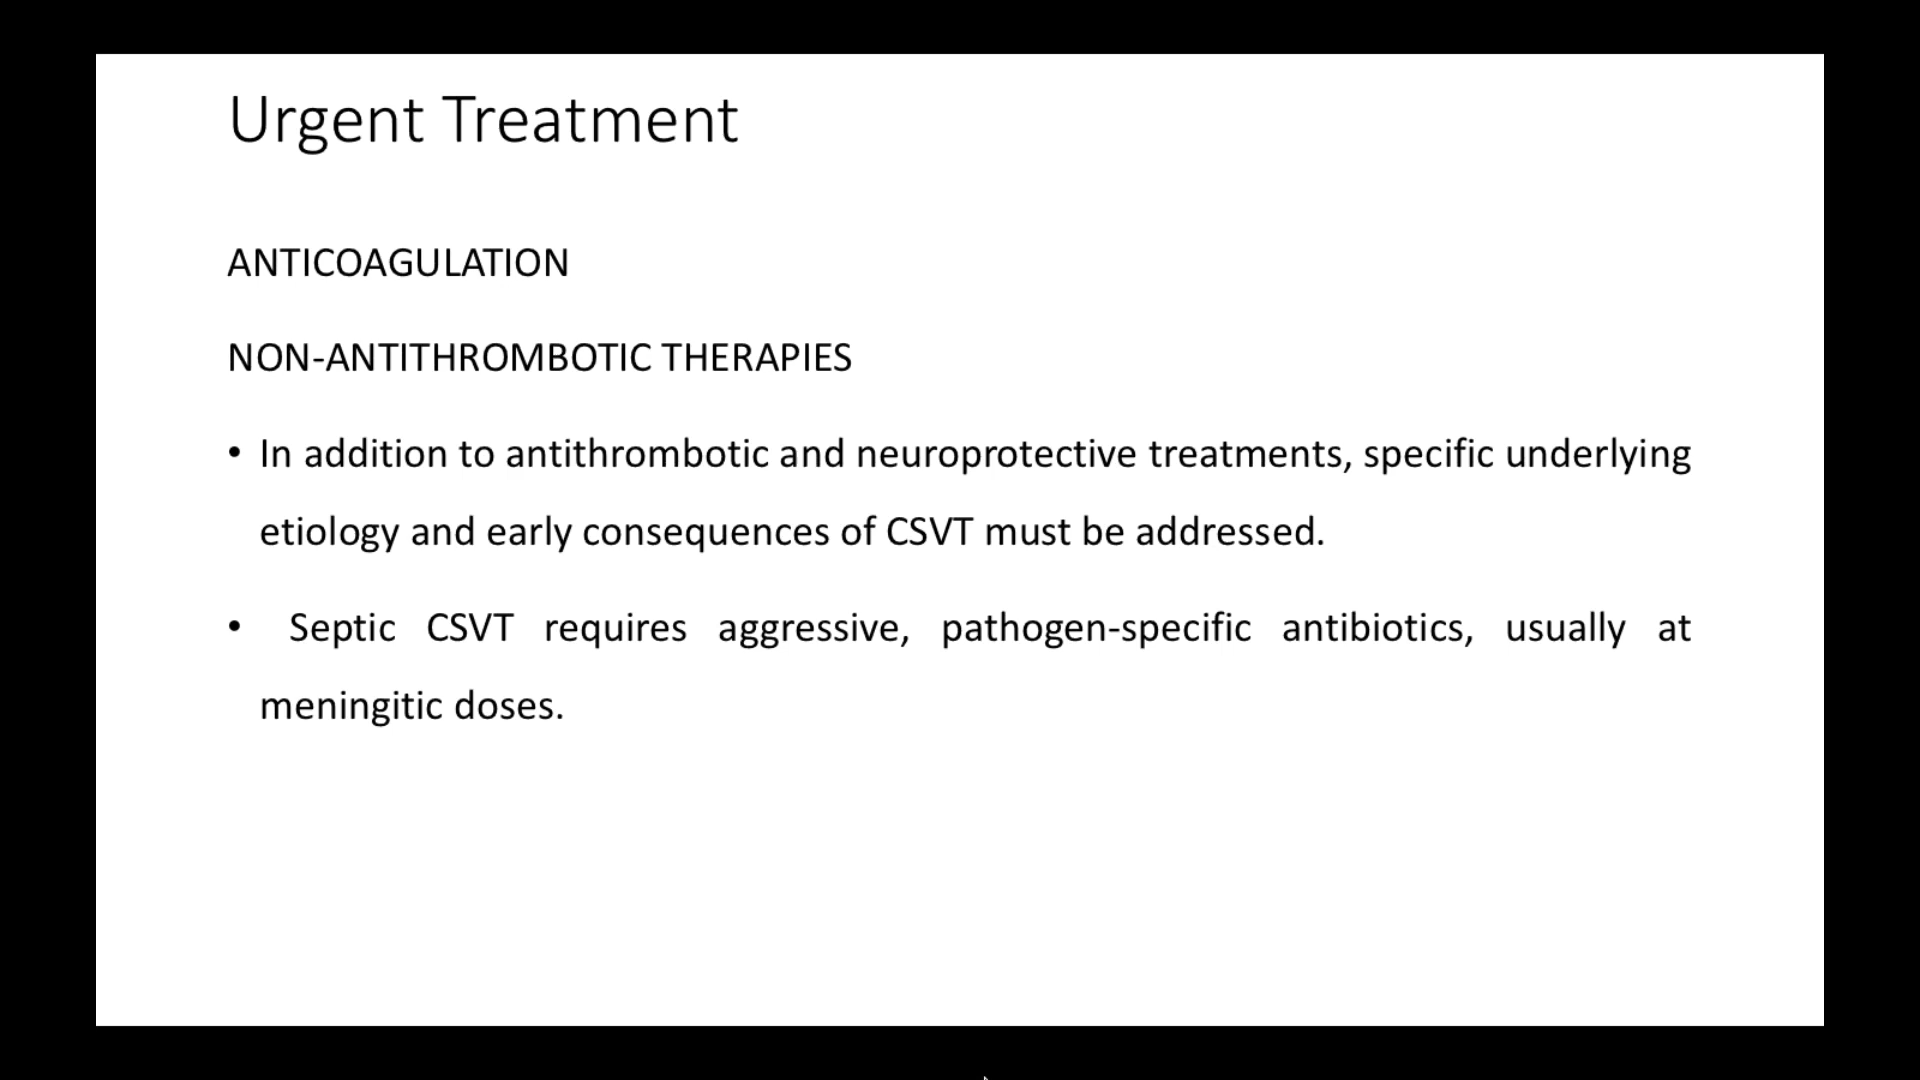 Urgent Treatment
ANTICOAGULATION
NON-ANTITHROMBOTIC THERAPIES
• In addition to antithrombotic and neuroprotective treatments, specific underlying
etiology and early consequences of CSVT must be addressed.
• Septic CSVT requires aggressive, pathogen-specific antibiotics, usually at
meningitic doses.